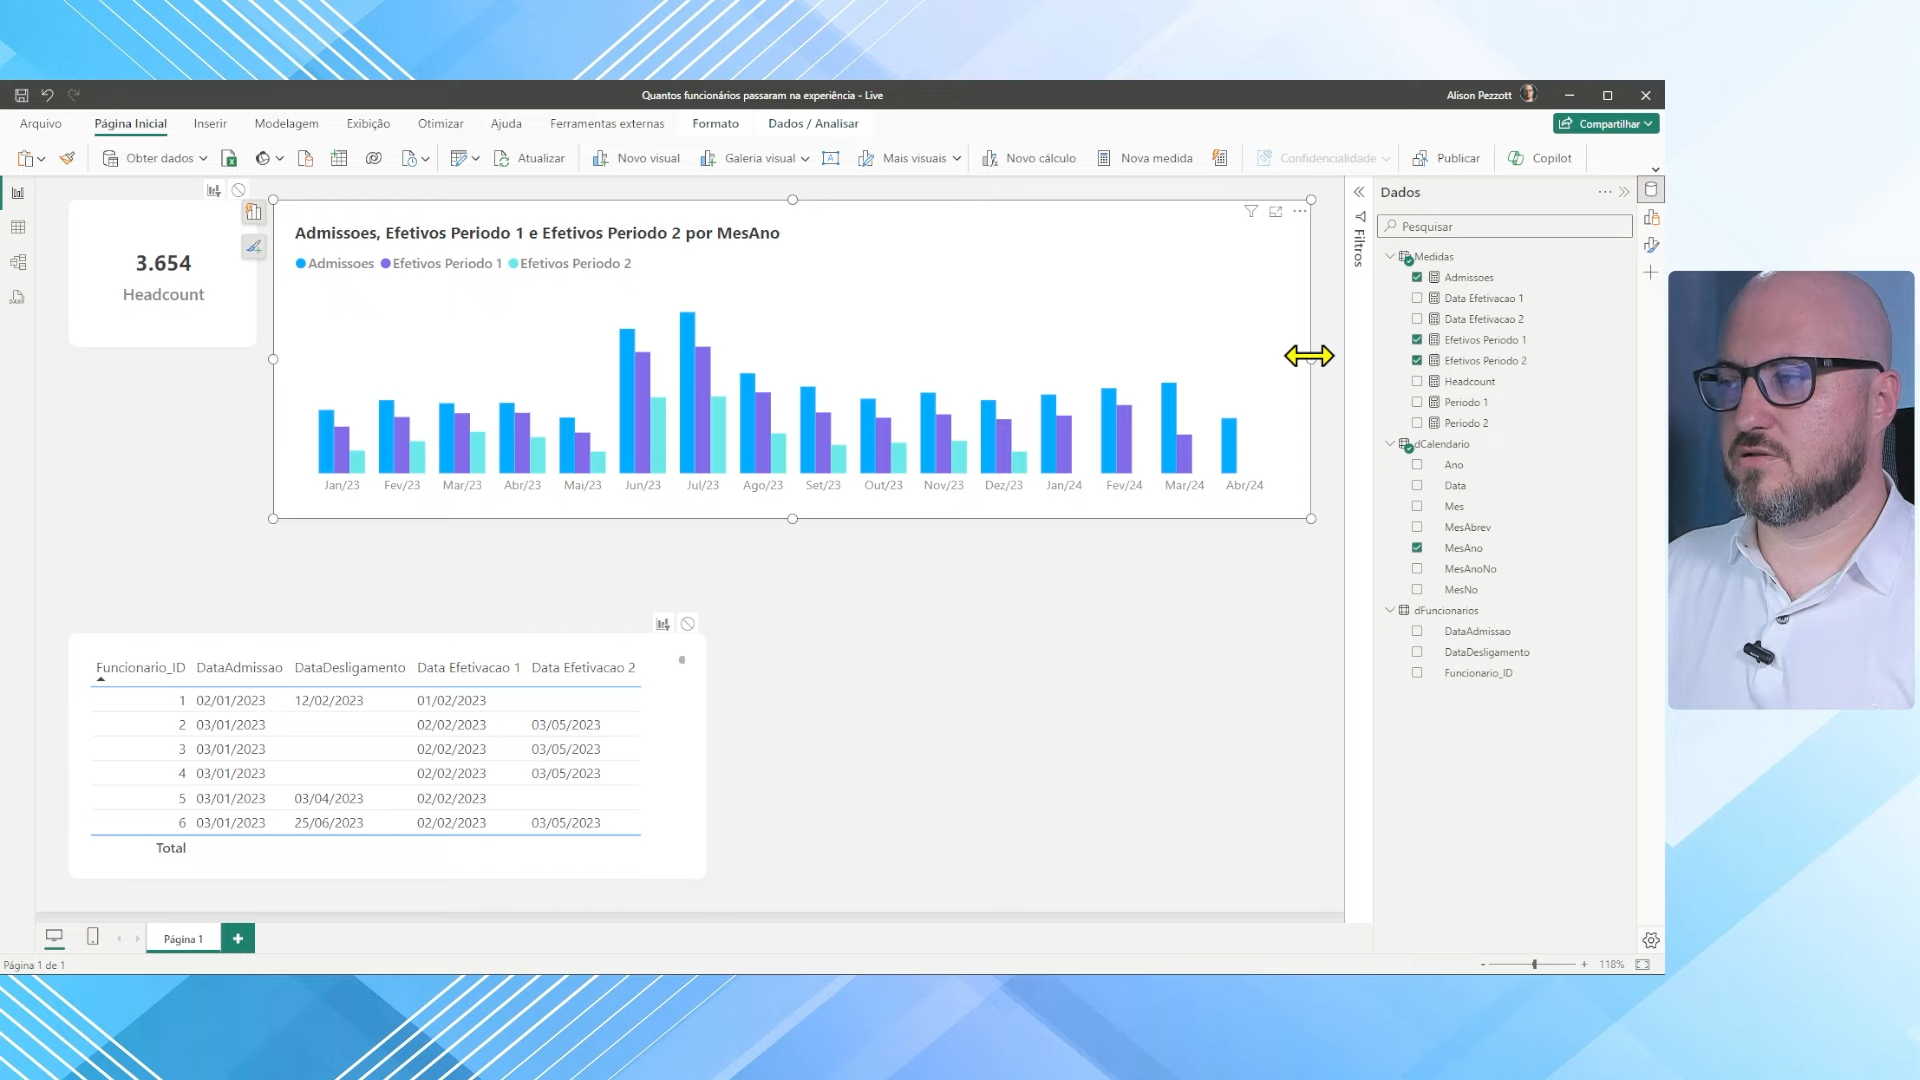 Quantos funcionários passaram na experiência - Live
Alison Pezzott
Arquivo
Página Inicial
Inserir
Modelagem
Exibição
Otimizar
Ajuda
Ferramentas externas
Formato
Dados / Analisar
Compartilhar
Obter dados
Atualizar
Novo visual
Galeria visual
Mais visuais
Novo cálculo
Nova medida
Confidencialidade
Publicar
Copilot
3.654
Headcount
Admissoes, Efetivos Periodo 1 e Efetivos Periodo 2 por MesAno
Admissoes Efetivos Periodo 1 Efetivos Periodo 2
Jan/23 Fev/23 Mar/23 Abr/23 Mai/23 Jun/23 Jul/23 Ago/23 Set/23 Out/23 Nov/23 Dez/23 Jan/24 Fev/24 Mar/24 Abr/24
Funcionario_ID DataAdmissao DataDesligamento Data Efetivacao 1 Data Efetivacao 2
1 02/01/2023 12/02/2023 01/02/2023
2 03/01/2023 02/02/2023 03/05/2023
3 03/01/2023 02/02/2023 03/05/2023
4 03/01/2023 02/02/2023 03/05/2023
5 03/01/2023 03/04/2023 02/02/2023
6 03/01/2023 25/06/2023 02/02/2023 03/05/2023
Total
Filtros
Dados
Pesquisar
Medidas
Admissoes
Data Efetivacao 1
Data Efetivacao 2
Efetivos Periodo 1
Efetivos Periodo 2
Headcount
Periodo 1
Periodo 2
dCalendario
Ano
Data
Mes
MesAbrev
MesAno
MesAnoNo
MesNo
dFuncionarios
DataAdmissao
DataDesligamento
Funcionario_ID
Página 1
Página 1 de 1
118%